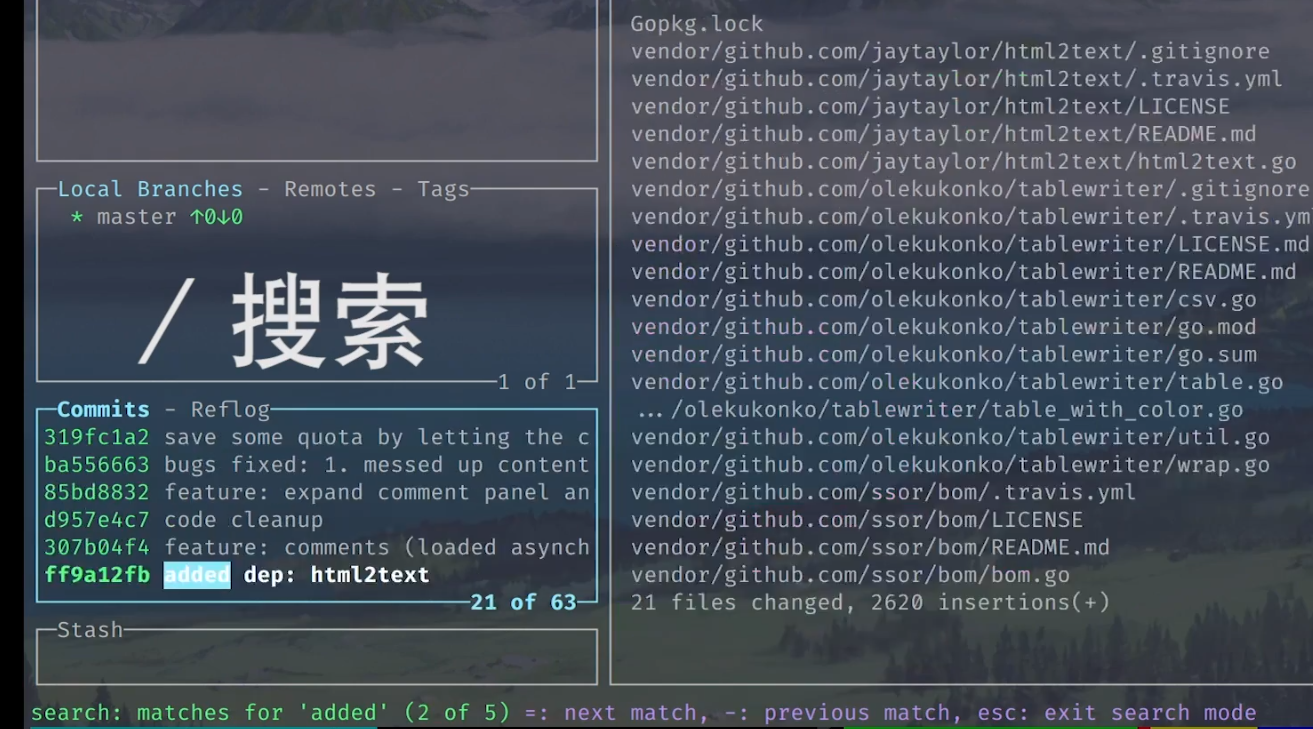 Local Branches - Remotes - Tags
* master ↑0↓0
/ 搜索
1 of 1
Commits - Reflog
319fc1a2 save some quota by letting the c
ba556663 bugs fixed: 1. messed up content
85bd8832 feature: expand comment panel an
d957e4c7 code cleanup
307b04f4 feature: comments (loaded asynch
ff9a12fb added dep: html2text
21 of 63
Stash
Gopkg.lock
vendor/github.com/jaytaylor/html2text/.gitignore
vendor/github.com/jaytaylor/html2text/.travis.yml
vendor/github.com/jaytaylor/html2text/LICENSE
vendor/github.com/jaytaylor/html2text/README.md
vendor/github.com/jaytaylor/html2text/html2text.go
vendor/github.com/olekukonko/tablewriter/.gitignore
vendor/github.com/olekukonko/tablewriter/.travis.ym
vendor/github.com/olekukonko/tablewriter/LICENSE.md
vendor/github.com/olekukonko/tablewriter/README.md
vendor/github.com/olekukonko/tablewriter/csv.go
vendor/github.com/olekukonko/tablewriter/go.mod
vendor/github.com/olekukonko/tablewriter/go.sum
vendor/github.com/olekukonko/tablewriter/table.go
.../olekukonko/tablewriter/table_with_color.go
vendor/github.com/olekukonko/tablewriter/util.go
vendor/github.com/olekukonko/tablewriter/wrap.go
vendor/github.com/ssor/bom/.travis.yml
vendor/github.com/ssor/bom/LICENSE
vendor/github.com/ssor/bom/README.md
vendor/github.com/ssor/bom/bom.go
21 files changed, 2620 insertions(+)
search: matches for 'added' (2 of 5) =: next match, -: previous match, esc: exit search mode